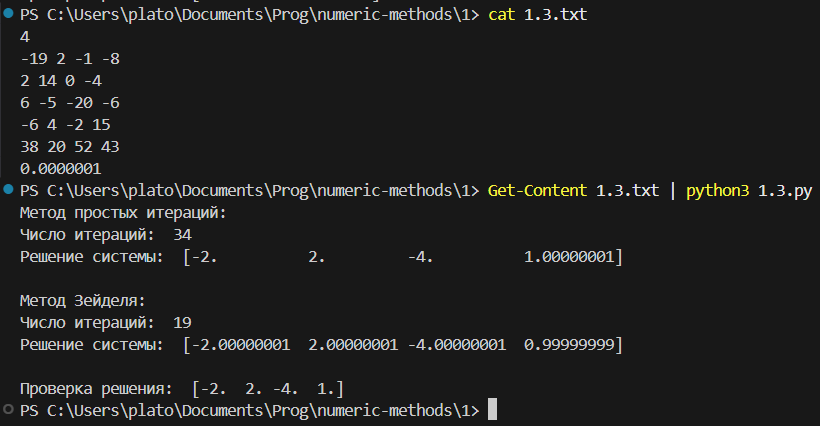 PS C:\Users\plato\Documents\Prog\numeric-methods\1> cat 1.3.txt
4
-19 2 -1 -8
2 14 0 -4
6 -5 -20 -6
-6 4 -2 15
38 20 52 43
0.0000001
PS C:\Users\plato\Documents\Prog\numeric-methods\1> Get-Content 1.3.txt | python3 1.3.py
Метод простых итераций:
Число итераций:  34
Решение системы:  [-2.          2.         -4.          1.00000001]

Метод Зейделя:
Число итераций:  19
Решение системы:  [-2.00000001  2.00000001 -4.00000001  0.99999999]

Проверка решения:  [-2.  2. -4.  1.]
PS C:\Users\plato\Documents\Prog\numeric-methods\1>